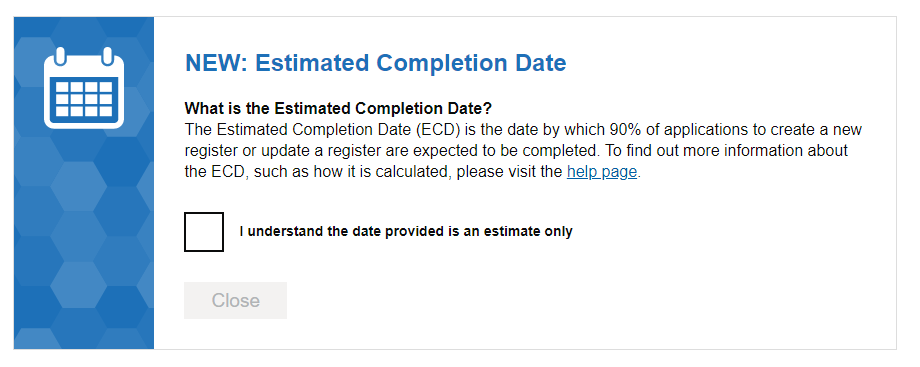 NEW: Estimated Completion Date
What is the Estimated Completion Date?
The Estimated Completion Date (ECD) is the date by which 90% of applications to create a new
register or update a register are expected to be completed. To find out more information about
the ECD, such as how it is calculated, please visit the help page.
I understand the date provided is an estimate only
Close